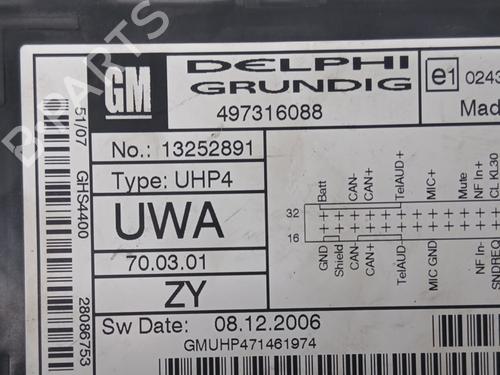 GM
DELPHI
GRUNDIG
497316088
e1
0243
Mad
51/07
GHS4400
28086753
No.: 13252891
Type: UHP4
UWA
70.03.01
ZY
Sw Date: 08.12.2006
GMUHP471461974
Batt
CAN-
CAN+
TelAUD+
MIC+
Mute
NF In+
CL KL30
32
16
GND
Shield
CAN-
CAN+
TelAUD-
MIC GND
NF In-
SNDREQ
B-PARTS